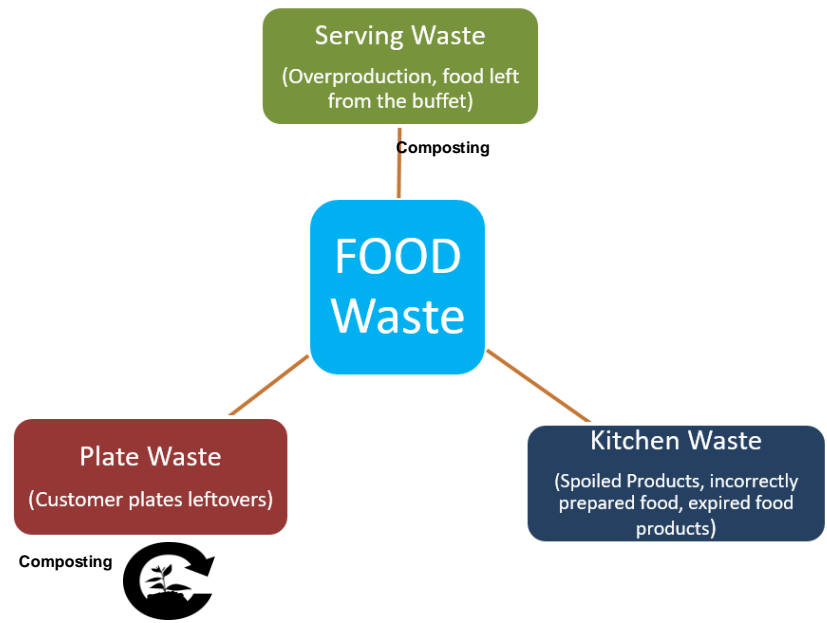 Serving Waste
(Overproduction, food left
from the buffet)
Composting
FOOD
Waste
Plate Waste
(Customer plates leftovers)
Composting
Kitchen Waste
(Spoiled Products, incorrectly
prepared food, expired food
products)